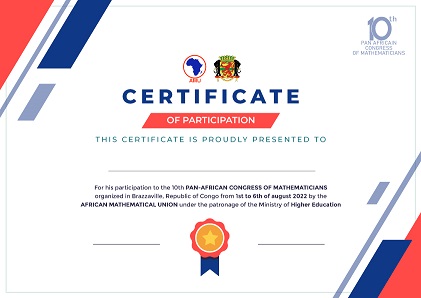 10th
PAN AFRICAN
CONGRESS
OF MATHEMATICIANS
AMU
CERTIFICATE
OF PARTICIPATION
THIS CERTIFICATE IS PROUDLY PRESENTED TO
For his participation to the 10th PAN-AFRICAN CONGRESS OF MATHEMATICIANS
organized in Brazzaville, Republic of Congo from 1st to 6th of august 2022 by the
AFRICAN MATHEMATICAL UNION under the patronage of the Ministry of Higher Education